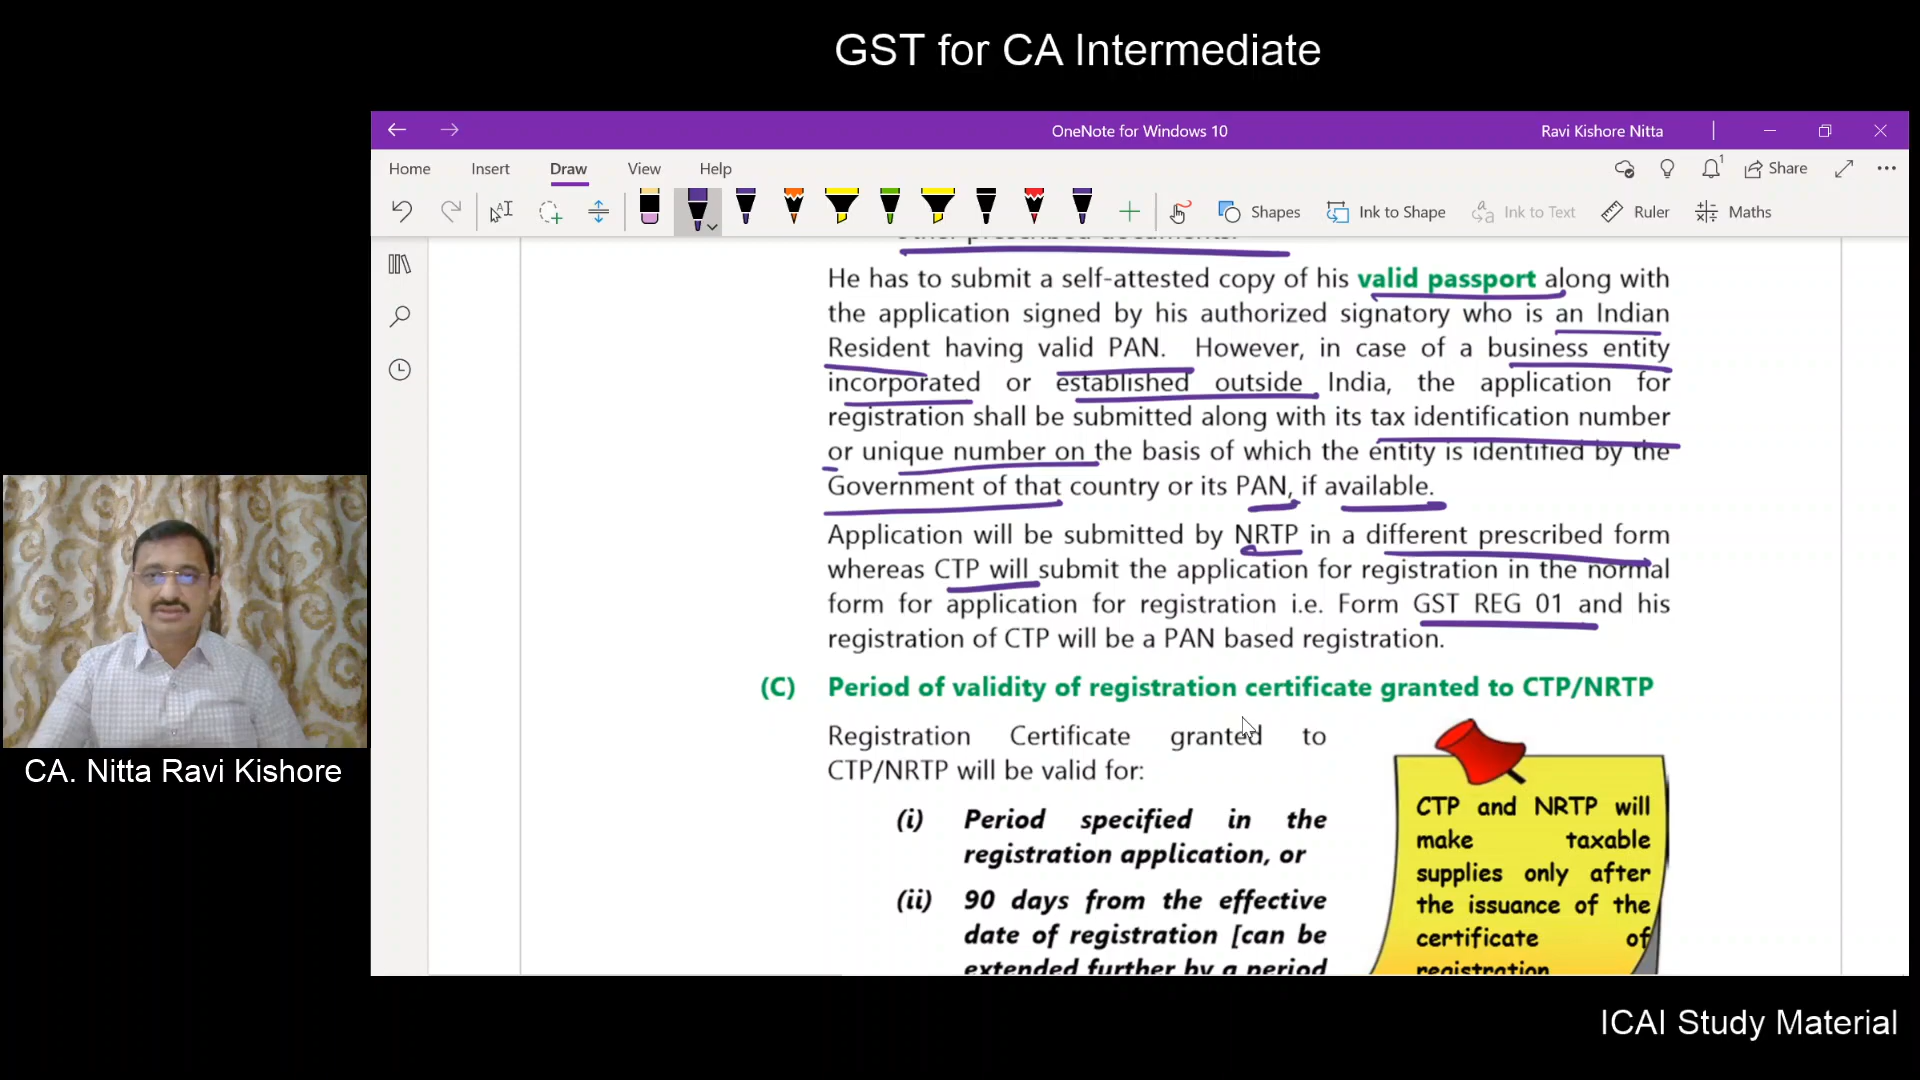 GST for CA Intermediate
OneNote for Windows 10
Ravi Kishore Nitta
Home Insert Draw View Help
1
Share
Shapes Ink to Shape Ink to Text Ruler Maths
He has to submit a self-attested copy of his valid passport along with
the application signed by his authorized signatory who is an Indian
Resident having valid PAN. However, in case of a business entity
incorporated or established outside India, the application for
registration shall be submitted along with its tax identification number
or unique number on the basis of which the entity is identified by the
Government of that country or its PAN, if available.
Application will be submitted by NRTP in a different prescribed form
whereas CTP will submit the application for registration in the normal
form for application for registration i.e. Form GST REG 01 and his
registration of CTP will be a PAN based registration.
(C) Period of validity of registration certificate granted to CTP/NRTP
Registration Certificate granted to
CTP/NRTP will be valid for:
(i) Period specified in the
registration application, or
(ii) 90 days from the effective
date of registration [can be
extended further by a period
CTP and NRTP will
make taxable
supplies only after
the issuance of the
certificate of
registration
CA. Nitta Ravi Kishore
ICAI Study Material